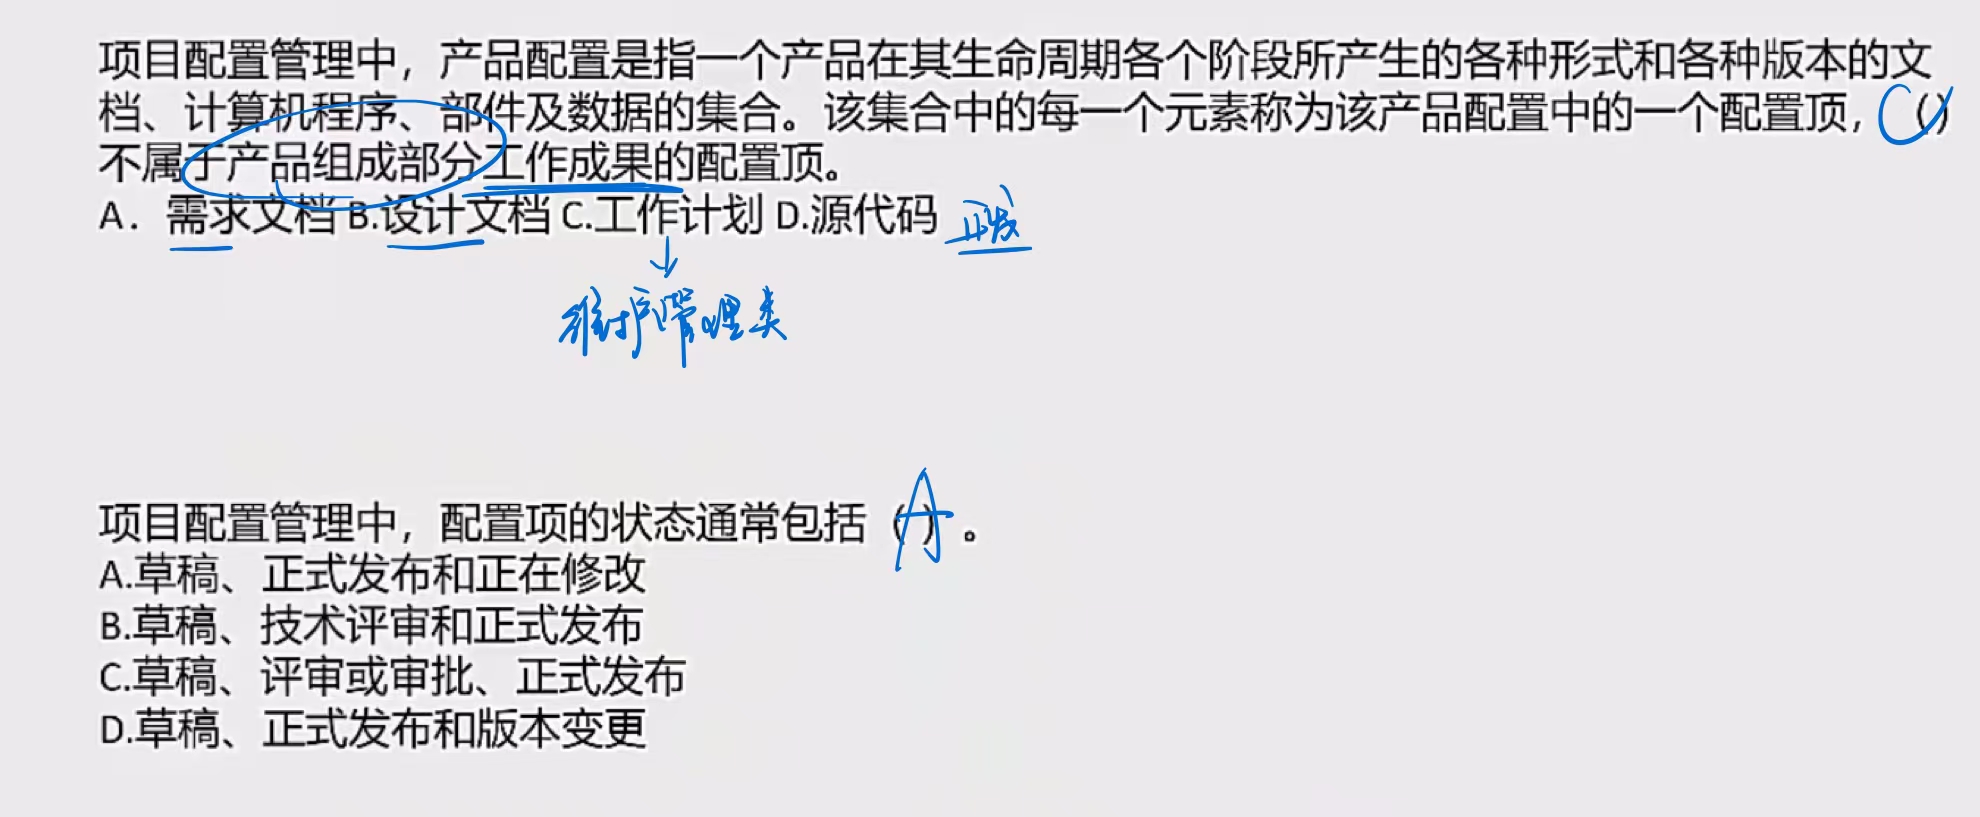 项目配置管理中，产品配置是指一个产品在其生命周期各个阶段所产生的各种形式和各种版本的文
档、计算机程序、部件及数据的集合。该集合中的每一个元素称为该产品配置中的一个配置顶，（）C
不属于产品组成部分工作成果的配置顶。
A．需求文档 B.设计文档 C.工作计划 D.源代码
维护管理类
项目配置管理中，配置项的状态通常包括（）。A
A.草稿、正式发布和正在修改
B.草稿、技术评审和正式发布
C.草稿、评审或审批、正式发布
D.草稿、正式发布和版本变更